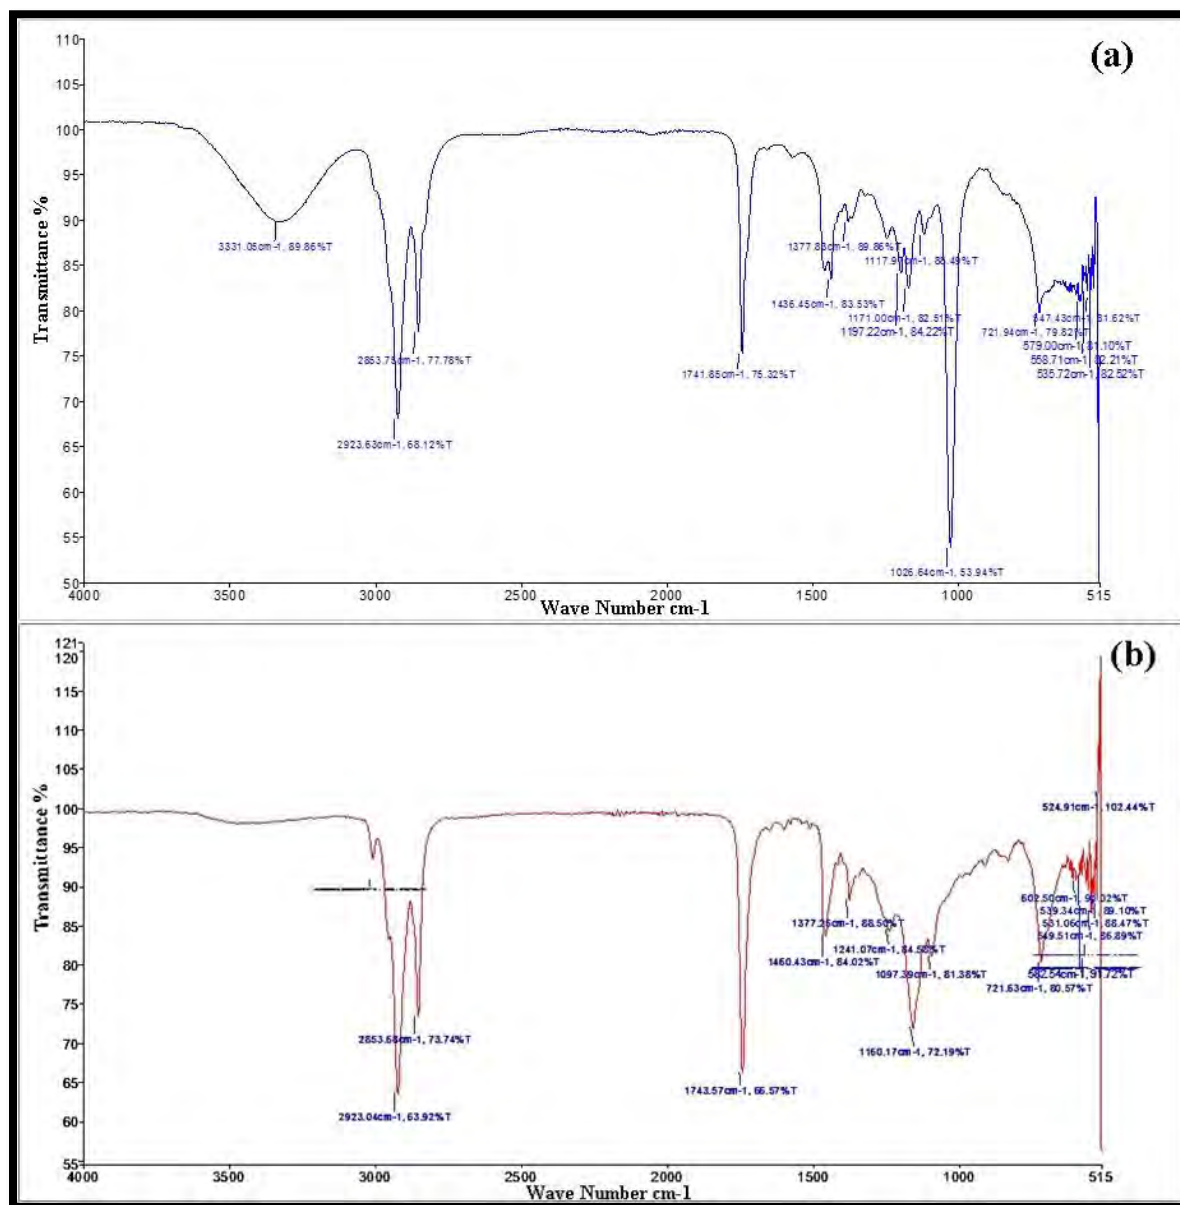 (a)
110
105
100
95
90
85
80
75
70
65
60
55
50
Transmittance %
3331.05cm-1, 89.86%T
2853.75cm-1, 77.78%T
2923.63cm-1, 68.12%T
1741.85cm-1, 75.32%T
1377.83cm-1, 89.86%T
1436.45cm-1, 83.53%T
1171.00cm-1, 82.51%T
1197.22cm-1, 84.22%T
1026.64cm-1, 53.94%T
721.94cm-1, 79.82%T
579.00cm-1, 81.10%T
558.71cm-1, 82.21%T
535.72cm-1, 82.52%T
4000 3500 3000 2500 2000 1500 1000 515
Wave Number cm-1
(b)
121
120
115
110
105
100
95
90
85
80
75
70
65
60
55
Transmittance %
524.91cm-1, 102.44%T
539.34cm-1, 89.10%T
531.06cm-1, 88.47%T
549.51cm-1, 86.89%T
582.54cm-1, 91.72%T
721.63cm-1, 80.57%T
1377.25cm-1, 88.50%T
1241.07cm-1, 84.58%T
1460.43cm-1, 84.02%T
1097.39cm-1, 81.38%T
1160.17cm-1, 72.19%T
2853.68cm-1, 73.74%T
2923.04cm-1, 63.92%T
1743.57cm-1, 66.57%T
4000 3500 3000 2500 2000 1500 1000 515
Wave Number cm-1